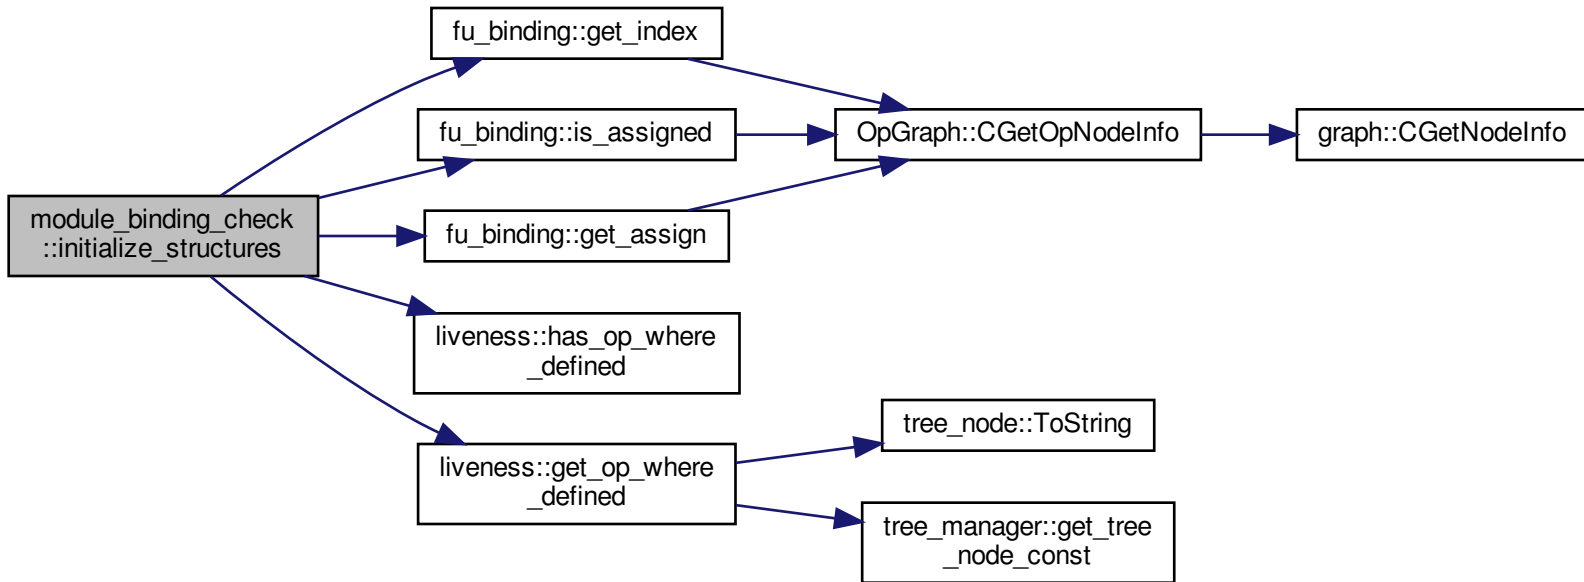 fu_binding::get_index
fu_binding::is_assigned
OpGraph::CGetOpNodeInfo
graph::CGetNodeInfo
module_binding_check
::initialize_structures
fu_binding::get_assign
liveness::has_op_where
_defined
tree_node::ToString
liveness::get_op_where
_defined
tree_manager::get_tree
_node_const